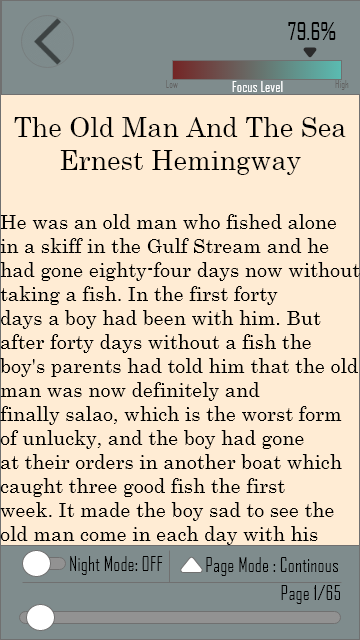 79.6%
Low
High
Focus Level
The Old Man And The Sea
Ernest Hemingway
He was an old man who fished alone
in a skiff in the Gulf Stream and he
had gone eighty-four days now without
taking a fish. In the first forty
days a boy had been with him. But
after forty days without a fish the
boy's parents had told him that the old
man was now definitely and
finally salao, which is the worst form
of unlucky, and the boy had gone
at their orders in another boat which
caught three good fish the first
week. It made the boy sad to see the
old man come in each day with his
Night Mode: OFF
Page Mode : Continous
Page 1/65